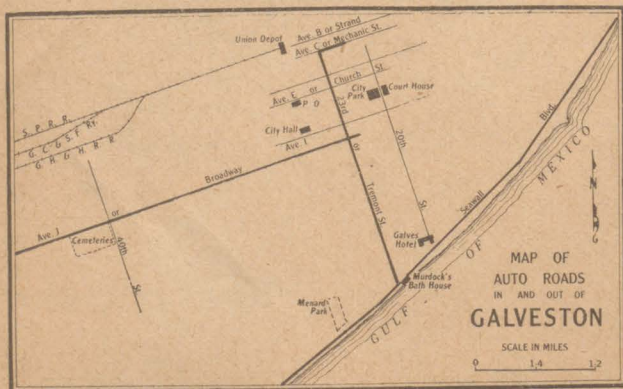 Union Depot
Ave. B or Strand
Ave. C or Mechanic St.
Ave. E or Church St.
P O
City Park
Court House
City Hall
Ave. I
23rd or Tremont St.
20th St.
S. P. R. R.
G. C. & S. F. Ry.
G. H. & H. R. R.
Ave. J or Broadway
Cemeteries
40th St.
Galvez Hotel
Murdock's Bath House
Menard Park
Seawall Blvd.
GULF OF MEXICO
N
MAP OF
AUTO ROADS
IN AND OUT OF
GALVESTON
SCALE IN MILES
0 1/4 1/2